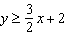 y ≥ 3/2 x + 2